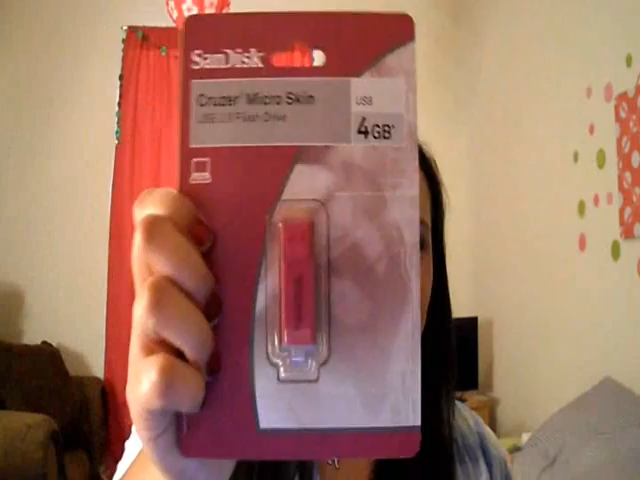 SanDisk
Cruzer Micro Skin
USB 2.0 Flash Drive
USB
4GB